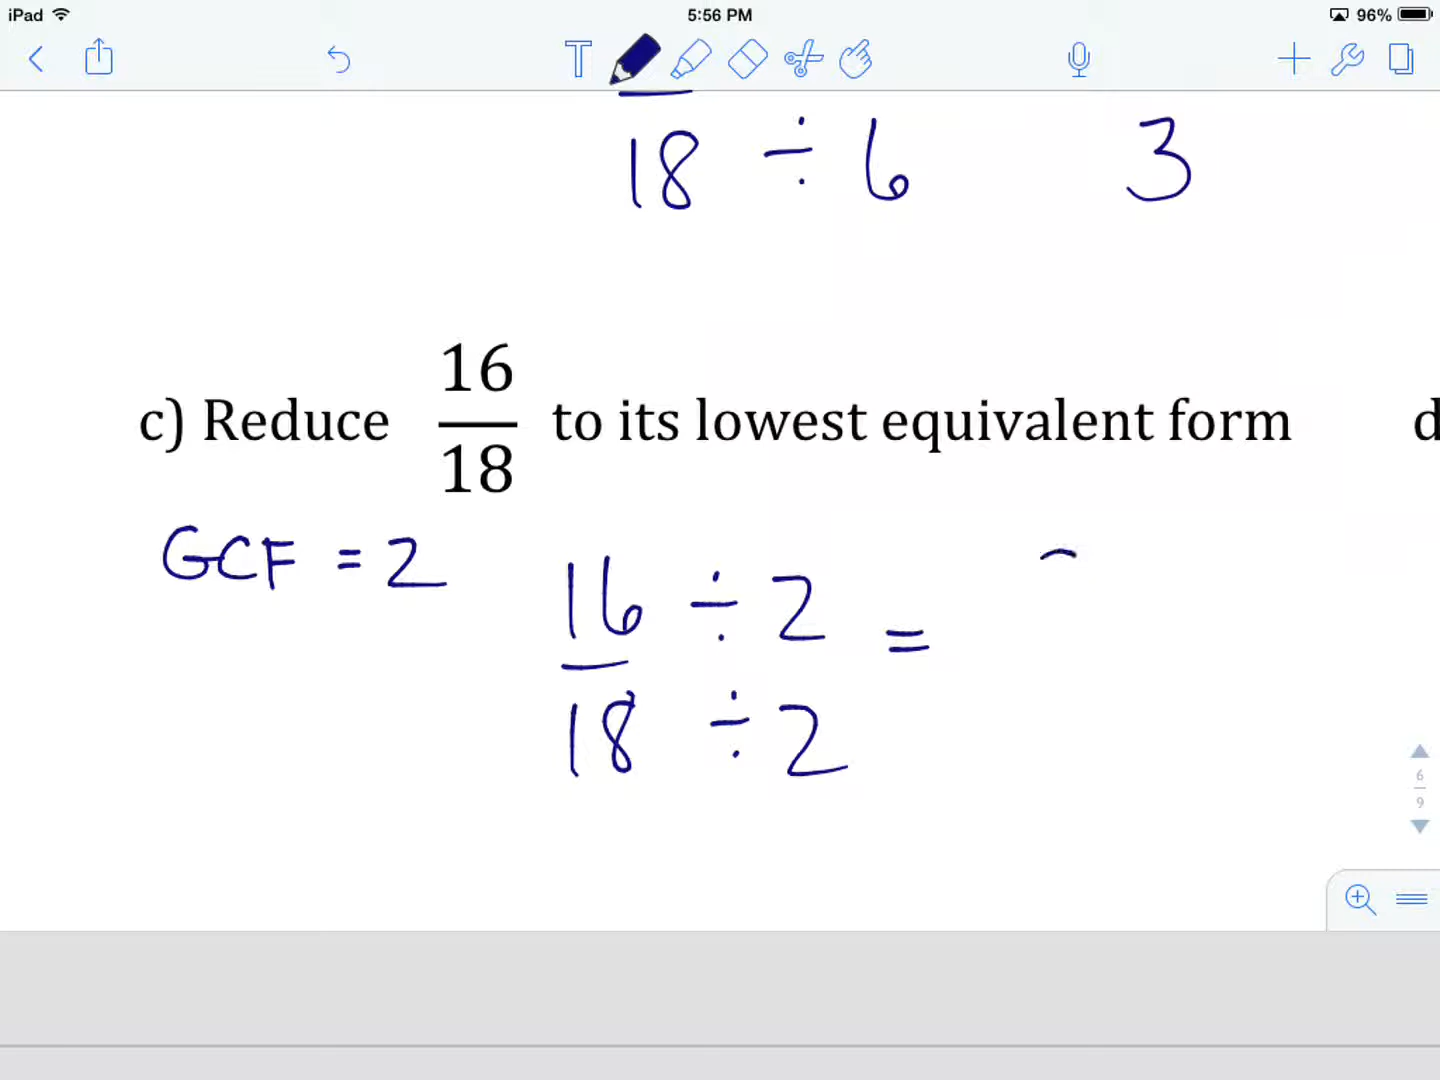 iPad 5:56 PM 96%
T
18 ÷ 6 3
c) Reduce 16/18 to its lowest equivalent form d
GCF = 2
16 ÷ 2
=
18 ÷ 2
6
9